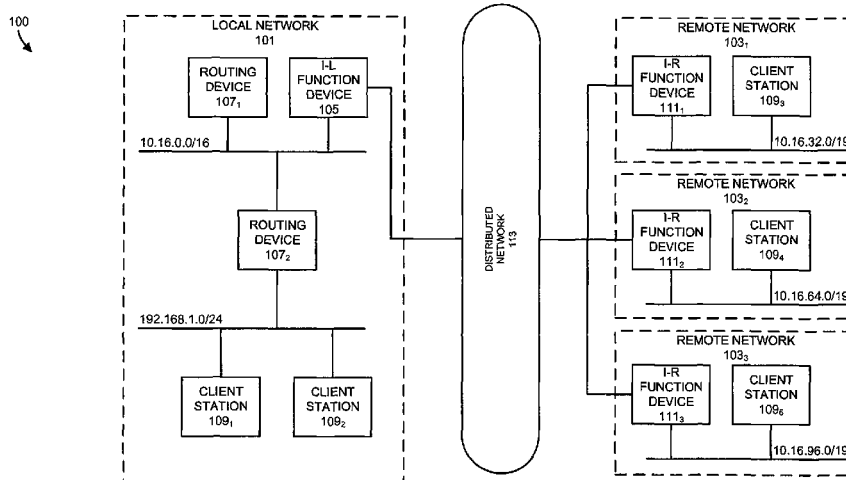 100
LOCAL NETWORK
101
ROUTING
DEVICE
107₁
I-L
FUNCTION
DEVICE
105
10.16.0.0/16
ROUTING
DEVICE
107₂
192.168.1.0/24
CLIENT
STATION
109₁
CLIENT
STATION
109₂
DISTRIBUTED
NETWORK
113
REMOTE NETWORK
103₁
I-R
FUNCTION
DEVICE
111₁
CLIENT
STATION
109₃
10.16.32.0/19
REMOTE NETWORK
103₂
I-R
FUNCTION
DEVICE
111₂
CLIENT
STATION
109₄
10.16.64.0/19
REMOTE NETWORK
103₃
I-R
FUNCTION
DEVICE
111₃
CLIENT
STATION
109₅
10.16.96.0/19